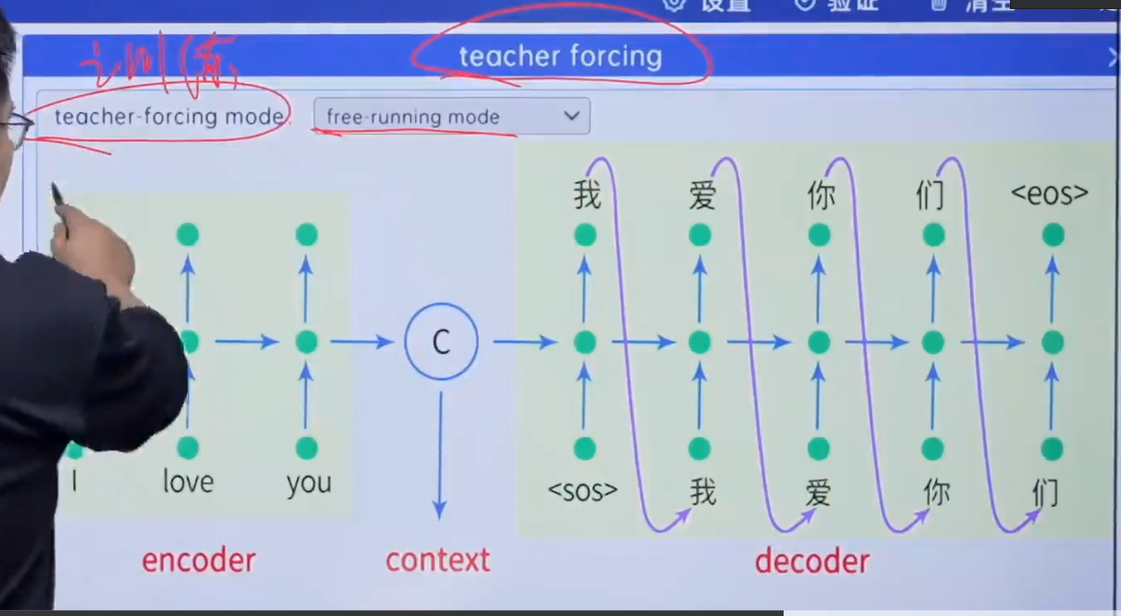 设置 验证 清空
teacher forcing
训练
teacher-forcing mode free-running mode
我 爱 你 们 <eos>
C
I love you <sos> 我 爱 你 们
encoder context decoder